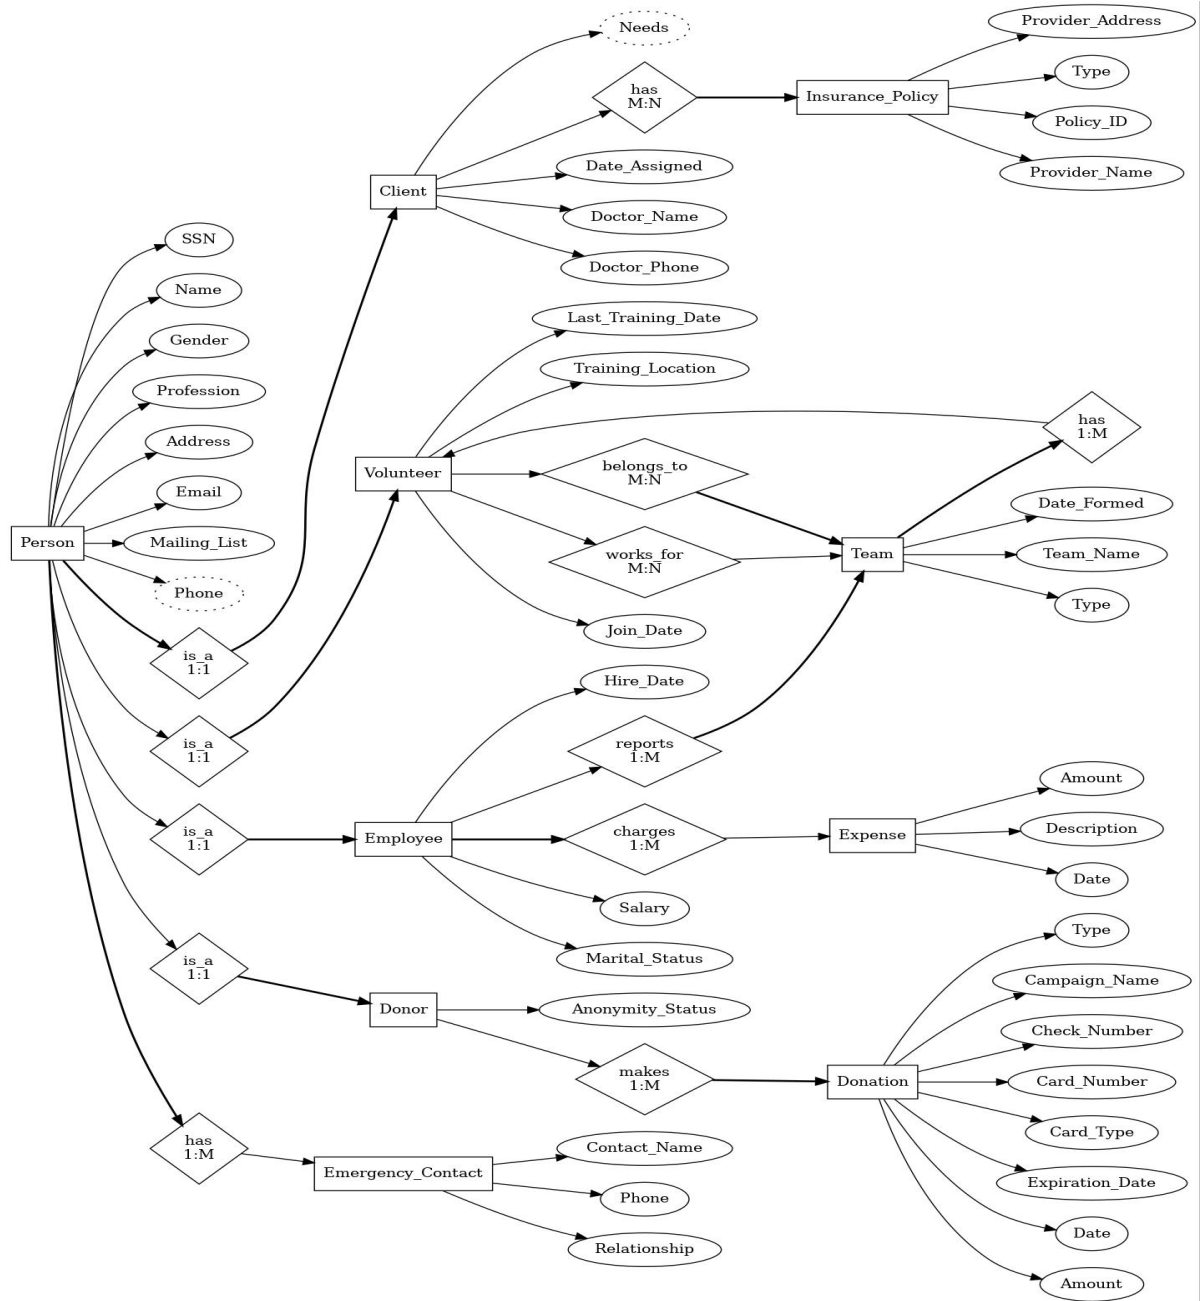 Needs
Provider_Address
has
M:N
Insurance_Policy
Type
Policy_ID
Provider_Name
Client
Date_Assigned
Doctor_Name
Doctor_Phone
SSN
Name
Gender
Profession
Address
Email
Mailing_List
Phone
Person
is_a
1:1
is_a
1:1
is_a
1:1
is_a
1:1
has
1:M
Last_Training_Date
Training_Location
Volunteer
belongs_to
M:N
works_for
M:N
Join_Date
has
1:M
Team
Date_Formed
Team_Name
Type
Hire_Date
reports
1:M
Employee
charges
1:M
Salary
Marital_Status
Expense
Amount
Description
Date
Donor
Anonymity_Status
makes
1:M
Donation
Type
Campaign_Name
Check_Number
Card_Number
Card_Type
Expiration_Date
Date
Amount
Emergency_Contact
Contact_Name
Phone
Relationship